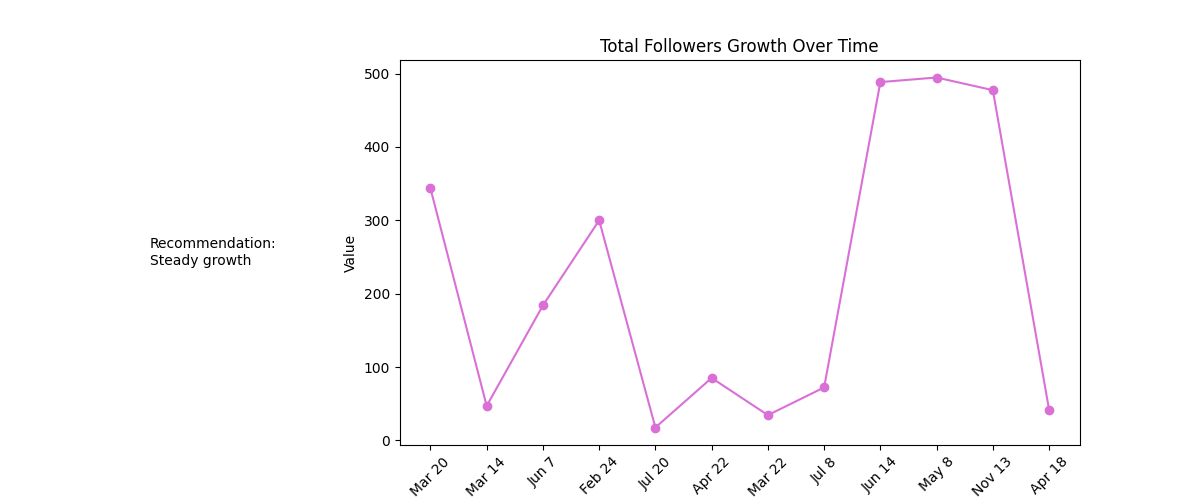 Total Followers Growth Over Time
Recommendation:
Steady growth
Value
500
400
300
200
100
0
Mar 20
Mar 14
Jun 7
Feb 24
Jul 20
Apr 22
Mar 22
Jul 8
Jun 14
May 8
Nov 13
Apr 18